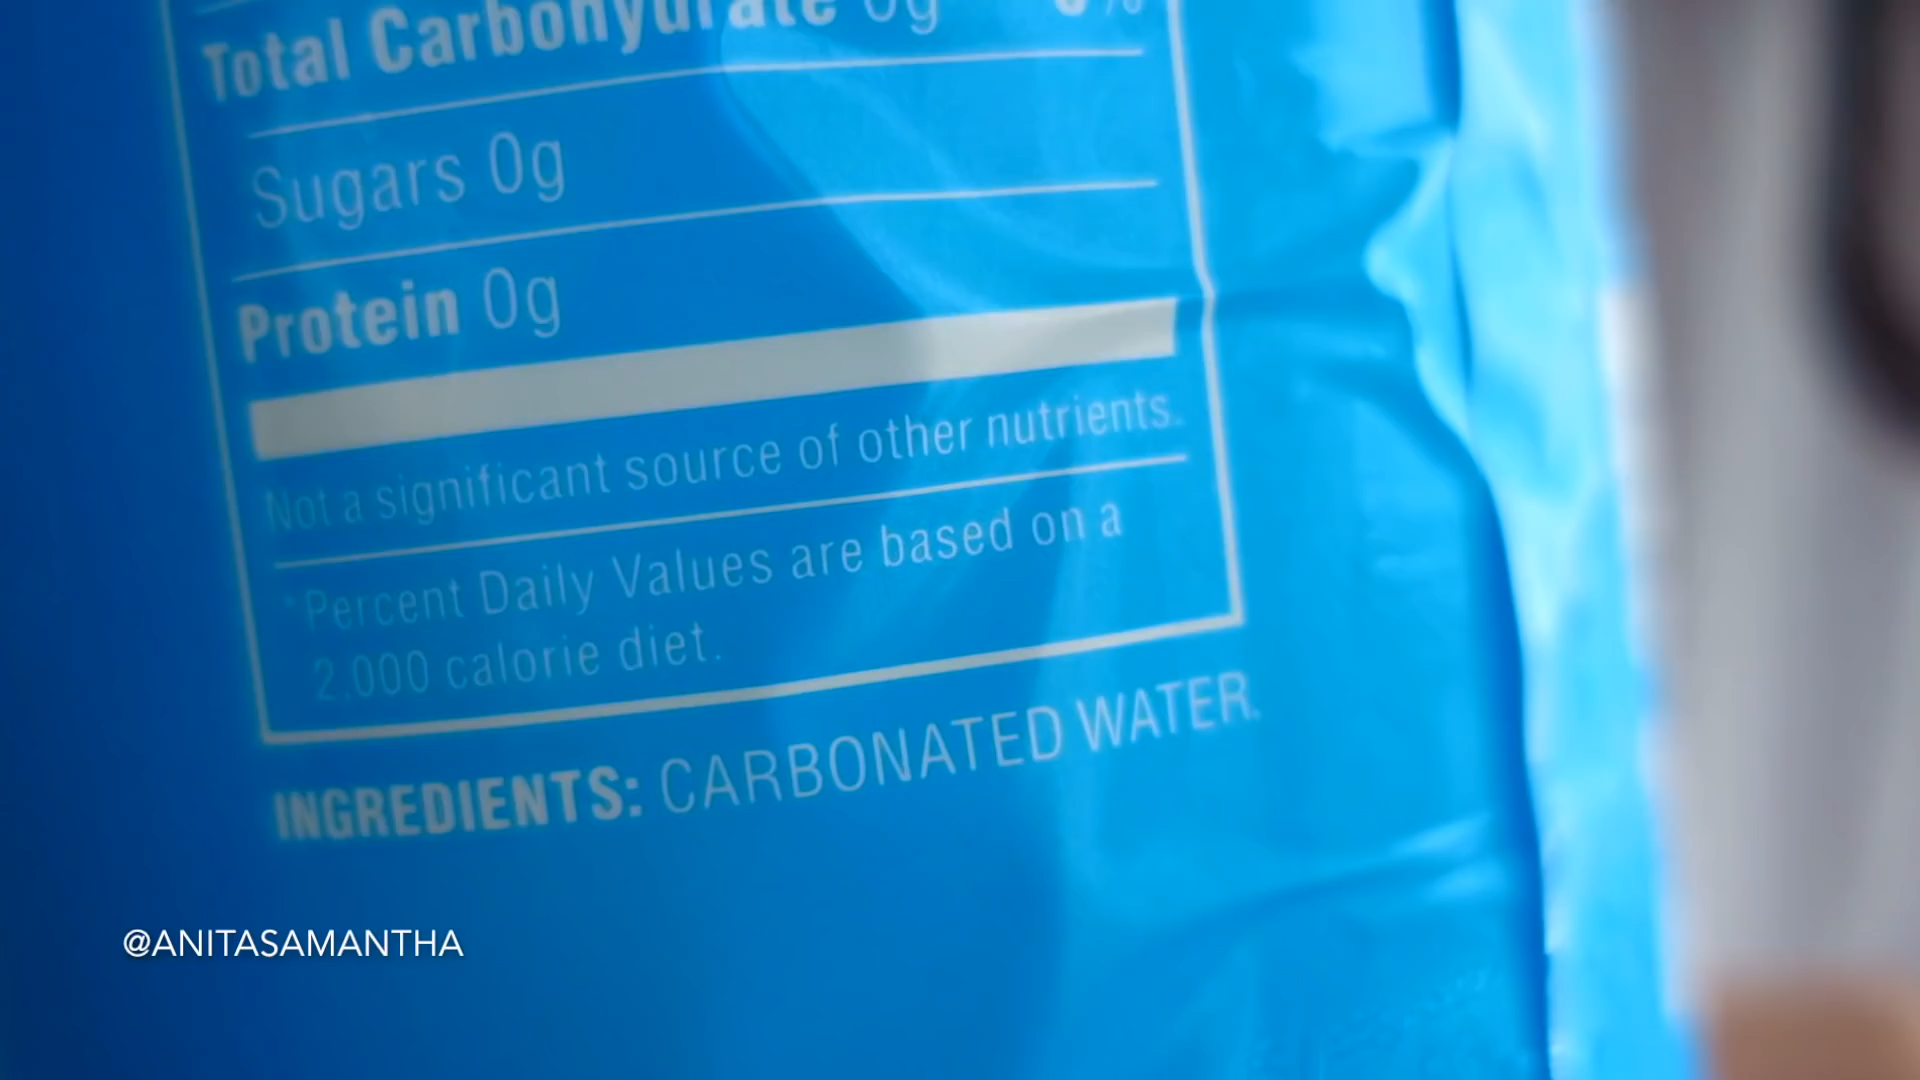 Total Carbohydrate 0g 0%
Sugars 0g
Protein 0g
Not a significant source of other nutrients.
*Percent Daily Values are based on a
2,000 calorie diet.
INGREDIENTS: CARBONATED WATER.
@ANITASAMANTHA